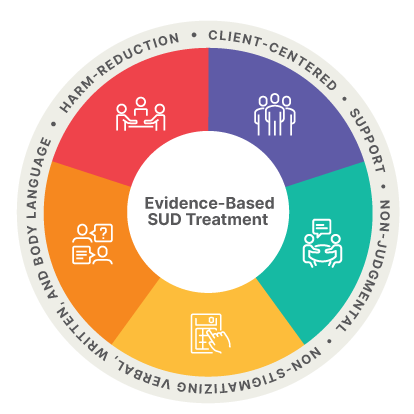 HARM-REDUCTION • CLIENT-CENTERED • SUPPORT • NON-JUDGMENTAL • NON-STIGMATIZING VERBAL, WRITTEN, AND BODY LANGUAGE •
Evidence-Based
SUD Treatment
?